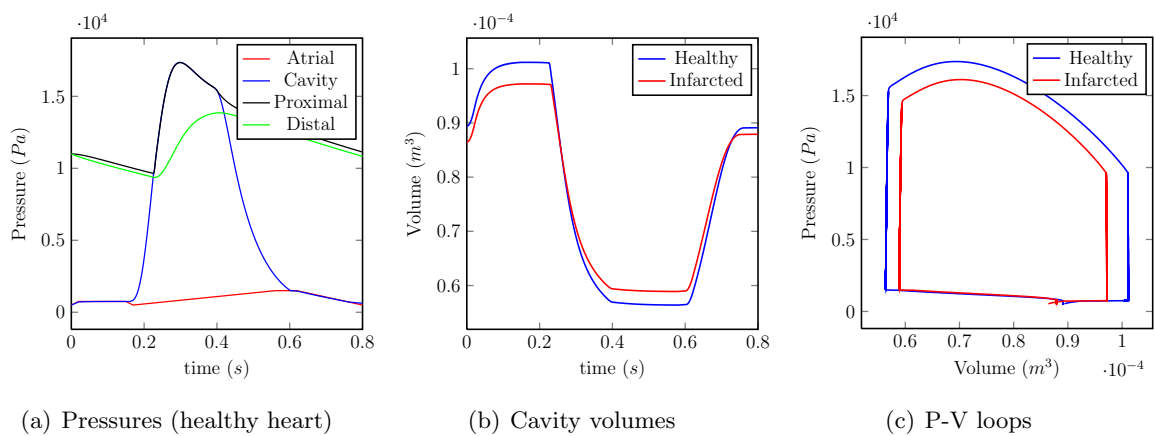 ·10⁴
1.5
1
0.5
0
Pressure (Pa)
Atrial
Cavity
Proximal
Distal
0 0.2 0.4 0.6 0.8
time (s)
(a) Pressures (healthy heart)
·10⁻⁴
1
0.9
0.8
0.7
0.6
Volume (m³)
Healthy
Infarcted
0 0.2 0.4 0.6 0.8
time (s)
(b) Cavity volumes
·10⁴
1.5
1
0.5
0
Pressure (Pa)
Healthy
Infarcted
0.6 0.7 0.8 0.9 1
Volume (m³)
·10⁻⁴
(c) P-V loops